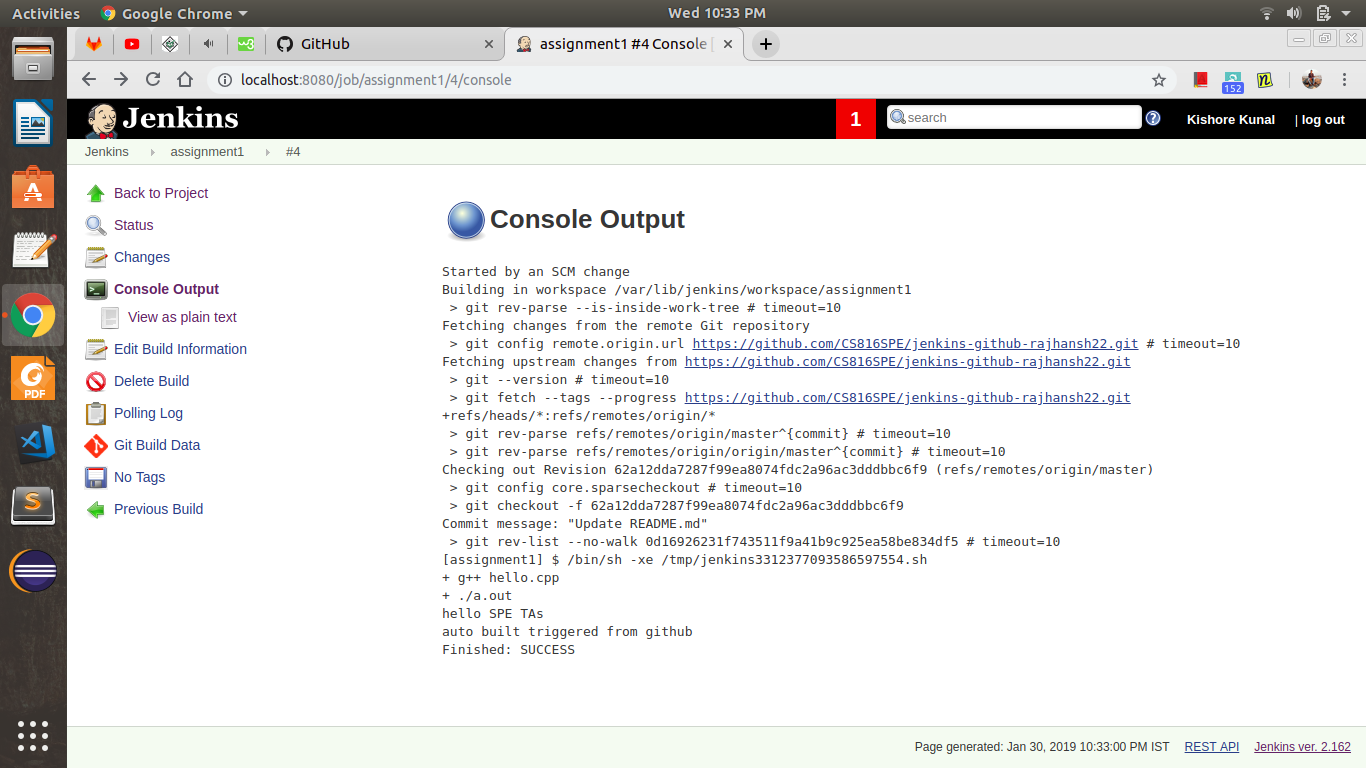 Activities
Google Chrome
Wed 10:33 PM
GitHub
assignment1 #4 Console [
localhost:8080/job/assignment1/4/console
152
Jenkins
1
search
Kishore Kunal
| log out
Jenkins
assignment1
#4
Back to Project
Status
Changes
Console Output
View as plain text
Edit Build Information
Delete Build
Polling Log
Git Build Data
No Tags
Previous Build
PDF
Console Output
Started by an SCM change
Building in workspace /var/lib/jenkins/workspace/assignment1
> git rev-parse --is-inside-work-tree # timeout=10
Fetching changes from the remote Git repository
> git config remote.origin.url https://github.com/CS816SPE/jenkins-github-rajhansh22.git # timeout=10
Fetching upstream changes from https://github.com/CS816SPE/jenkins-github-rajhansh22.git
> git --version # timeout=10
> git fetch --tags --progress https://github.com/CS816SPE/jenkins-github-rajhansh22.git
+refs/heads/*:refs/remotes/origin/*
> git rev-parse refs/remotes/origin/master^{commit} # timeout=10
> git rev-parse refs/remotes/origin/origin/master^{commit} # timeout=10
Checking out Revision 62a12dda7287f99ea8074fdc2a96ac3dddbbc6f9 (refs/remotes/origin/master)
> git config core.sparsecheckout # timeout=10
> git checkout -f 62a12dda7287f99ea8074fdc2a96ac3dddbbc6f9
Commit message: "Update README.md"
> git rev-list --no-walk 0d16926231f743511f9a41b9c925ea58be834df5 # timeout=10
[assignment1] $ /bin/sh -xe /tmp/jenkins3312377093586597554.sh
+ g++ hello.cpp
+ ./a.out
hello SPE TAs
auto built triggered from github
Finished: SUCCESS
Page generated: Jan 30, 2019 10:33:00 PM IST
REST API
Jenkins ver. 2.162